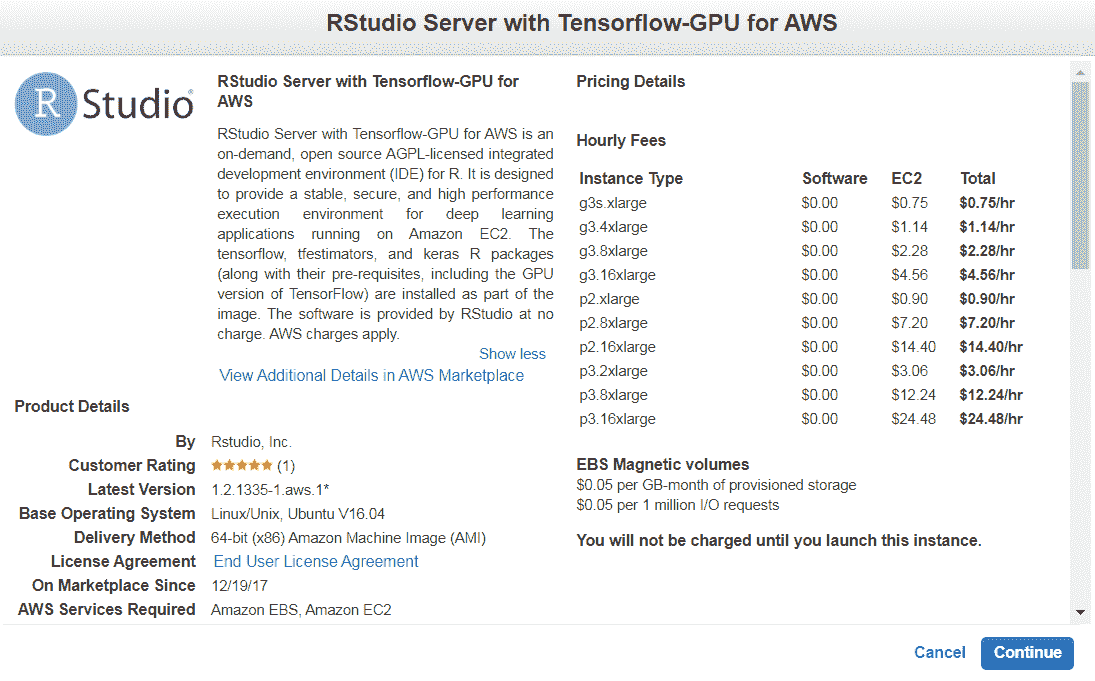 RStudio Server with Tensorflow-GPU for AWS
R Studio®
RStudio Server with Tensorflow-GPU for
AWS
RStudio Server with Tensorflow-GPU for AWS is an
on-demand, open source AGPL-licensed integrated
development environment (IDE) for R. It is designed
to provide a stable, secure, and high performance
execution environment for deep learning
applications running on Amazon EC2. The
tensorflow, tfestimators, and keras R packages
(along with their pre-requisites, including the GPU
version of TensorFlow) are installed as part of the
image. The software is provided by RStudio at no
charge. AWS charges apply.
Show less
View Additional Details in AWS Marketplace
Product Details
By Rstudio, Inc.
Customer Rating (1)
Latest Version 1.2.1335-1.aws.1*
Base Operating System Linux/Unix, Ubuntu V16.04
Delivery Method 64-bit (x86) Amazon Machine Image (AMI)
License Agreement End User License Agreement
On Marketplace Since 12/19/17
AWS Services Required Amazon EBS, Amazon EC2
Pricing Details
Hourly Fees
Instance Type Software EC2 Total
g3s.xlarge $0.00 $0.75 $0.75/hr
g3.4xlarge $0.00 $1.14 $1.14/hr
g3.8xlarge $0.00 $2.28 $2.28/hr
g3.16xlarge $0.00 $4.56 $4.56/hr
p2.xlarge $0.00 $0.90 $0.90/hr
p2.8xlarge $0.00 $7.20 $7.20/hr
p2.16xlarge $0.00 $14.40 $14.40/hr
p3.2xlarge $0.00 $3.06 $3.06/hr
p3.8xlarge $0.00 $12.24 $12.24/hr
p3.16xlarge $0.00 $24.48 $24.48/hr
EBS Magnetic volumes
$0.05 per GB-month of provisioned storage
$0.05 per 1 million I/O requests
You will not be charged until you launch this instance.
Cancel Continue